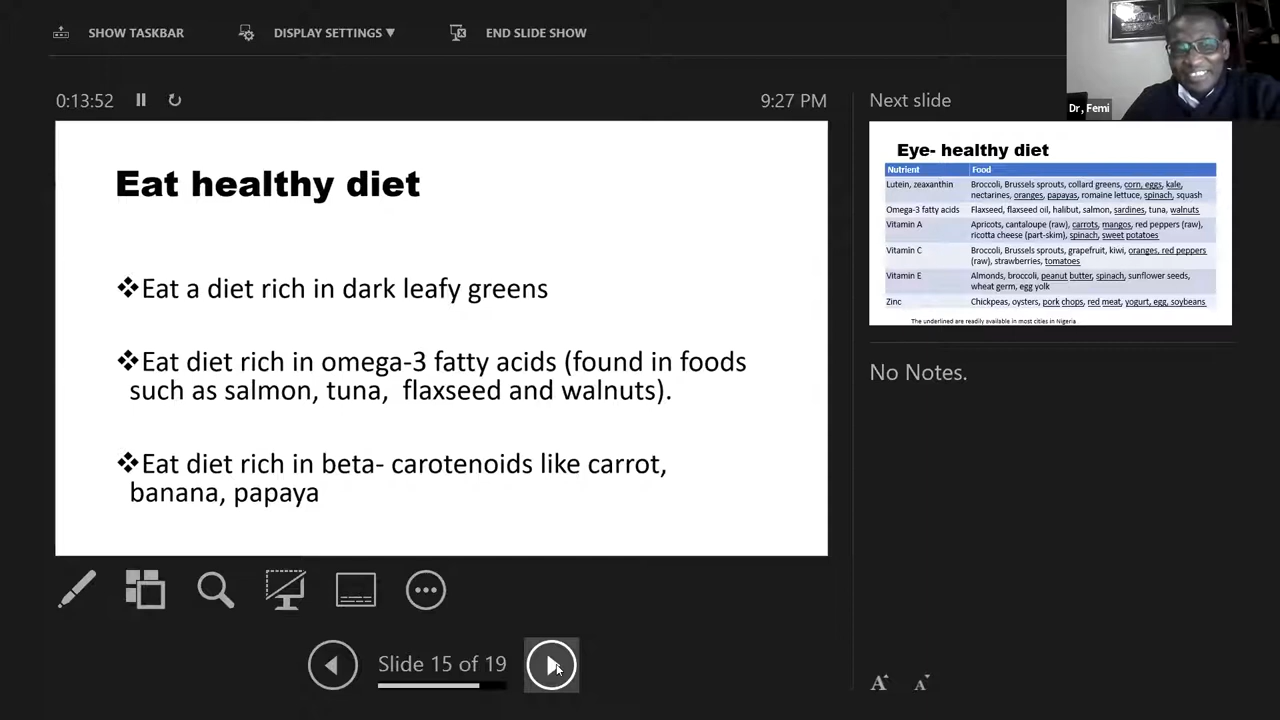 SHOW TASKBAR
DISPLAY SETTINGS ▼
END SLIDE SHOW
Dr, Femi
0:13:52
9:27 PM
Next slide
Eat healthy diet
❖Eat a diet rich in dark leafy greens
❖Eat diet rich in omega-3 fatty acids (found in foods
such as salmon, tuna, flaxseed and walnuts).
❖Eat diet rich in beta- carotenoids like carrot,
banana, papaya
Eye- healthy diet
Nutrient Food
Lutein, zeaxanthin Broccoli, Brussels sprouts, collard greens, corn, eggs, kale,
nectarines, oranges, papayas, romaine lettuce, spinach, squash
Omega-3 fatty acids Flaxseed, flaxseed oil, halibut, salmon, sardines, tuna, walnuts
Vitamin A Apricots, cantaloupe (raw), carrots, mangos, red peppers (raw),
ricotta cheese (part-skim), spinach, sweet potatoes
Vitamin C Broccoli, Brussels sprouts, grapefruit, kiwi, oranges, red peppers
(raw), strawberries, tomatoes
Vitamin E Almonds, broccoli, peanut butter, spinach, sunflower seeds,
wheat germ, egg yolk
Zinc Chickpeas, oysters, pork chops, red meat, yogurt, egg, soybeans
The underlined are readily available in most cities in Nigeria
No Notes.
Slide 15 of 19
A A